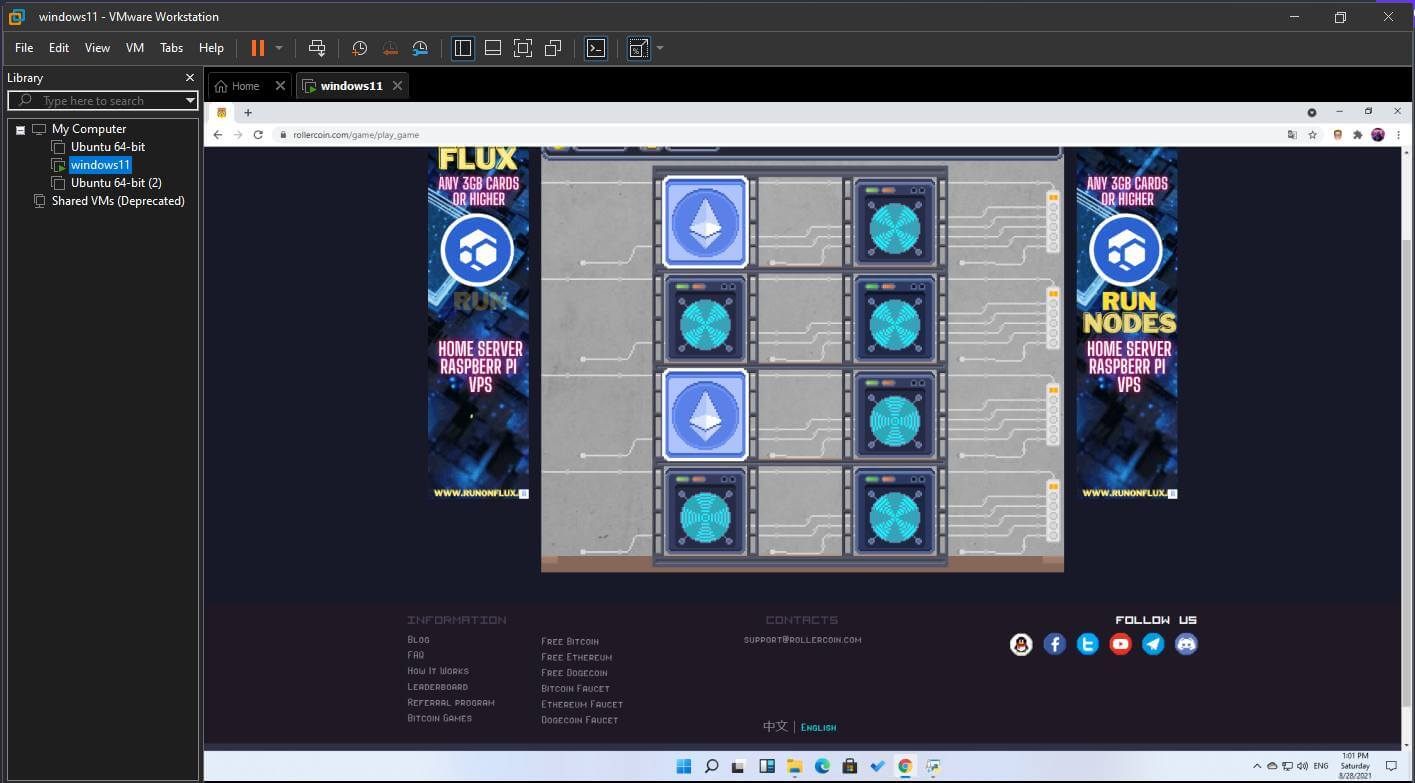 windows11 - VMware Workstation
File Edit View VM Tabs Help
Library
Type here to search
My Computer
Ubuntu 64-bit
windows11
Ubuntu 64-bit (2)
Shared VMs (Deprecated)
Home
windows11
rollercoin.com/game/play_game
FLUX
ANY 3GB CARDS
OR HIGHER
RUN
HOME SERVER
RASPBERR PI
VPS
WWW.RUNONFLUX.
ANY 3GB CARDS
OR HIGHER
RUN
NODES
HOME SERVER
RASPBERR PI
VPS
WWW.RUNONFLUX.
INFORMATION
Blog
FAQ
How It Works
Leaderboard
Referral program
Bitcoin Games
Free Bitcoin
Free Ethereum
Free Dogecoin
Bitcoin Faucet
Ethereum Faucet
Dogecoin Faucet
CONTACTS
support@rollercoin.com
中文 | English
FOLLOW US
ENG
1:01 PM
Saturday
8/28/2021